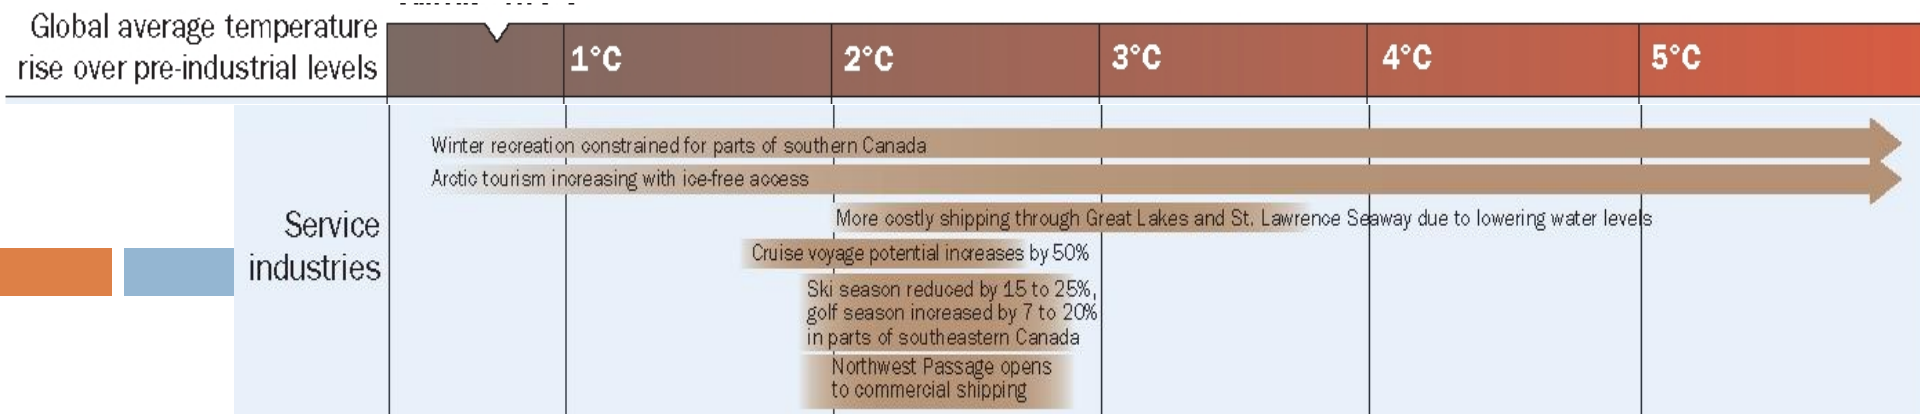 Global average temperature
rise over pre-industrial levels
1°C
2°C
3°C
4°C
5°C
Service
industries
Winter recreation constrained for parts of southern Canada
Arctic tourism increasing with ice-free access
More costly shipping through Great Lakes and St. Lawrence Seaway due to lowering water levels
Cruise voyage potential increases by 50%
Ski season reduced by 15 to 25%,
golf season increased by 7 to 20%
in parts of southeastern Canada
Northwest Passage opens
to commercial shipping